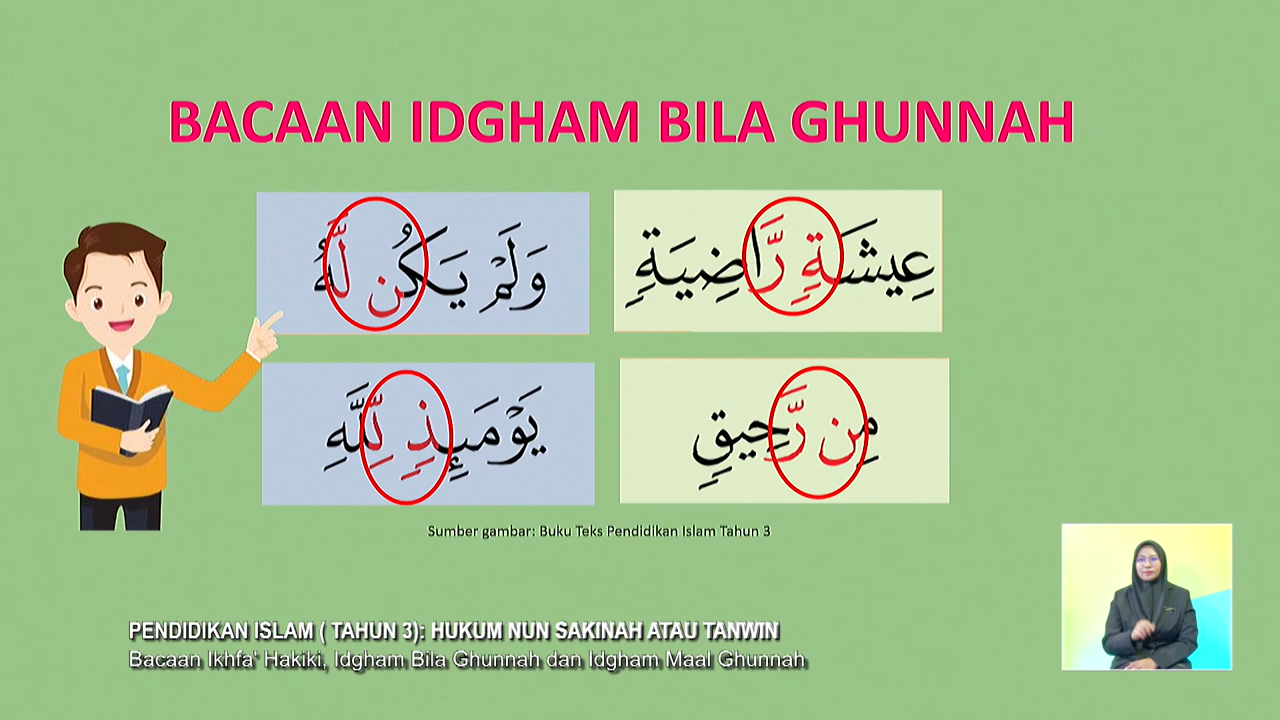 BACAAN IDGHAM BILA GHUNNAH
وَلَمْ يَكُن لَّهُ
عِيشَةٍ رَّاضِيَةٍ
يَوْمَئِذٍ لِّلَّهِ
مِن رَّحِيقٍ
Sumber gambar: Buku Teks Pendidikan Islam Tahun 3
PENDIDIKAN ISLAM ( TAHUN 3): HUKUM NUN SAKINAH ATAU TANWIN
Bacaan Ikhfa' Hakiki, Idgham Bila Ghunnah dan Idgham Maal Ghunnah